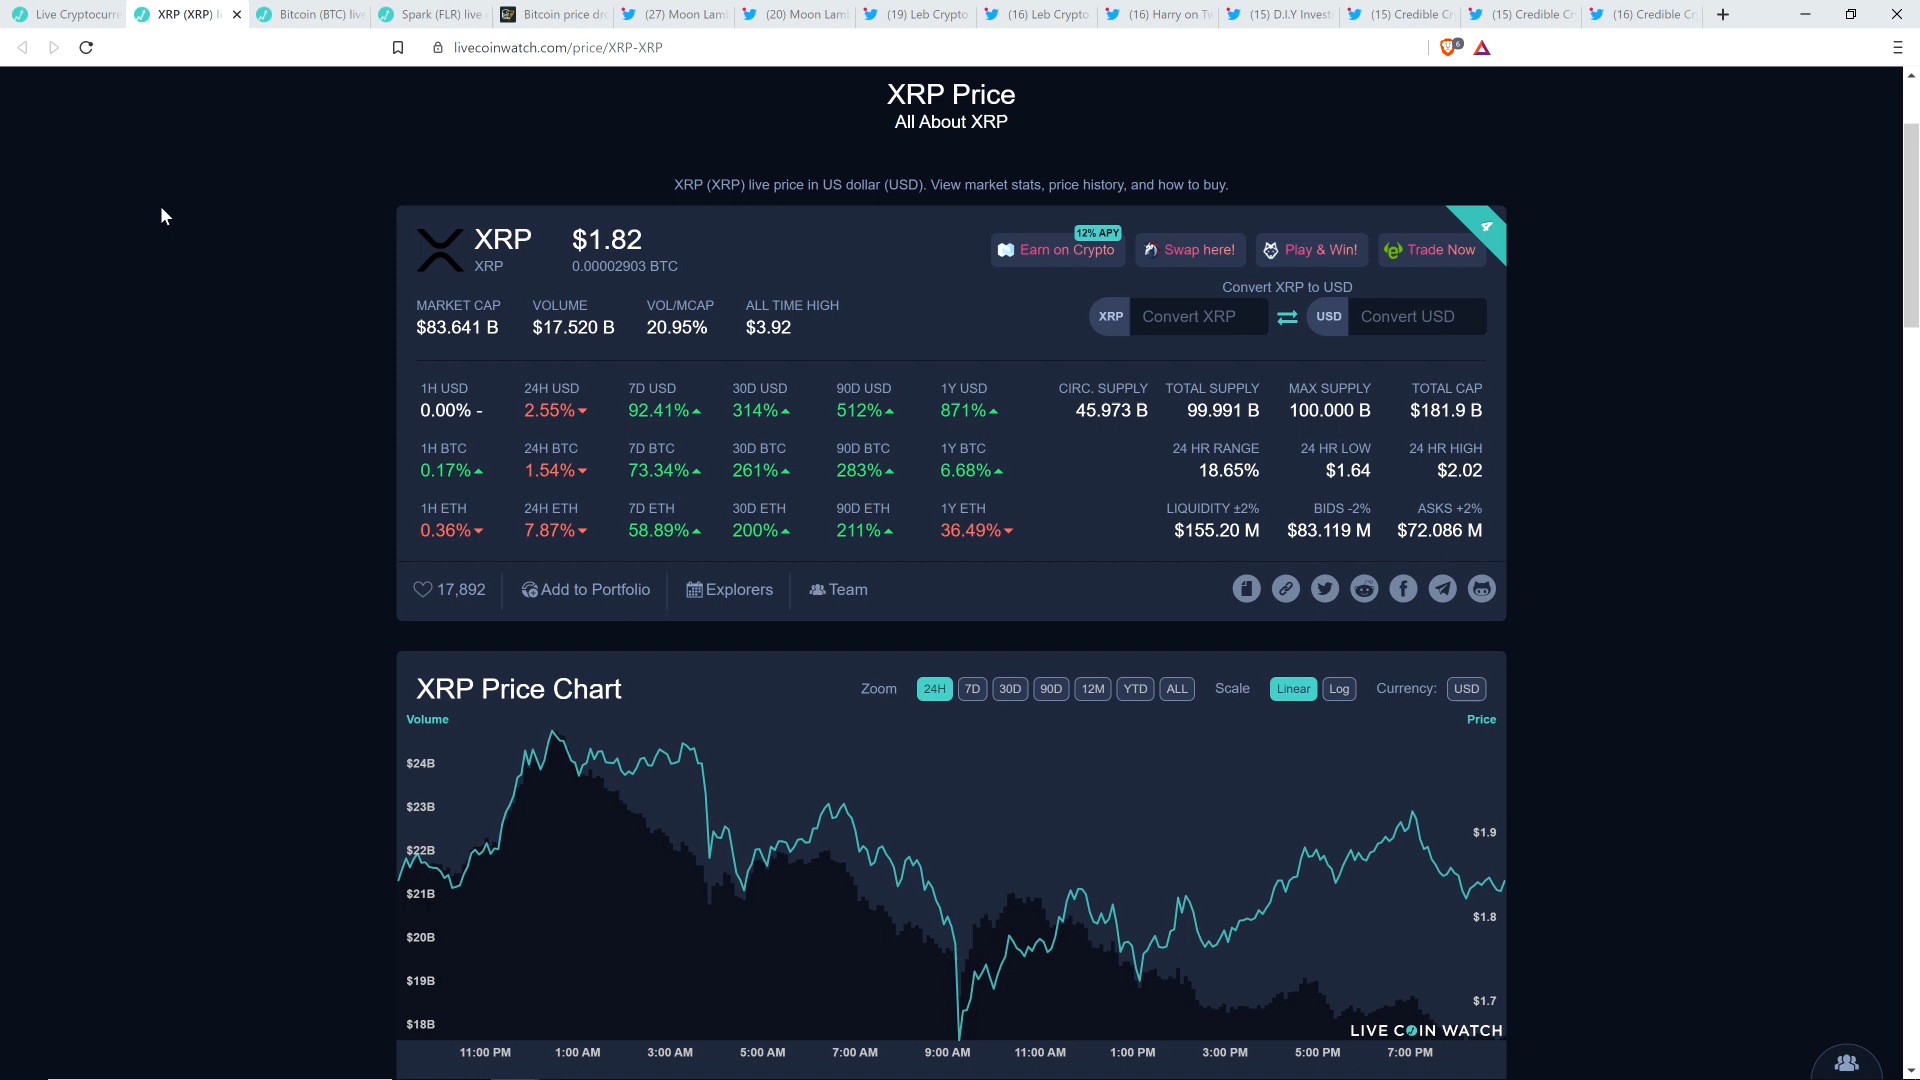 Live Cryptocurre
XRP (XRP) li
Bitcoin (BTC) live
Spark (FLR) live
Bitcoin price dr
(27) Moon Lamb
(20) Moon Lamb
(19) Leb Crypto
(16) Leb Crypto
(16) Harry on Tw
(15) D.I.Y Invest
(15) Credible Cr
(15) Credible Cr
(16) Credible Cr
livecoinwatch.com/price/XRP-XRP
6
XRP Price
All About XRP
XRP (XRP) live price in US dollar (USD). View market stats, price history, and how to buy.
4
XRP
$1.82
XRP
0.00002903 BTC
12% APY
Earn on Crypto
Swap here!
Play & Win!
Trade Now
Convert XRP to USD
XRP
Convert XRP
USD
Convert USD
MARKET CAP VOLUME VOL/MCAP ALL TIME HIGH
$83.641 B $17.520 B 20.95% $3.92
1H USD 24H USD 7D USD 30D USD 90D USD 1Y USD CIRC. SUPPLY TOTAL SUPPLY MAX SUPPLY TOTAL CAP
0.00% - 2.55% 92.41% 314% 512% 871% 45.973 B 99.991 B 100.000 B $181.9 B
1H BTC 24H BTC 7D BTC 30D BTC 90D BTC 1Y BTC 24 HR RANGE 24 HR LOW 24 HR HIGH
0.17% 1.54% 73.34% 261% 283% 6.68% 18.65% $1.64 $2.02
1H ETH 24H ETH 7D ETH 30D ETH 90D ETH 1Y ETH LIQUIDITY ±2% BIDS -2% ASKS +2%
0.36% 7.87% 58.89% 200% 211% 36.49% $155.20 M $83.119 M $72.086 M
17,892 Add to Portfolio Explorers Team
XRP Price Chart
Zoom 24H 7D 30D 90D 12M YTD ALL Scale Linear Log Currency: USD
Volume Price
$24B
$23B
$1.9
$22B
$21B
$1.8
$20B
$19B
$1.7
$18B
LIVE COIN WATCH
11:00 PM 1:00 AM 3:00 AM 5:00 AM 7:00 AM 9:00 AM 11:00 AM 1:00 PM 3:00 PM 5:00 PM 7:00 PM